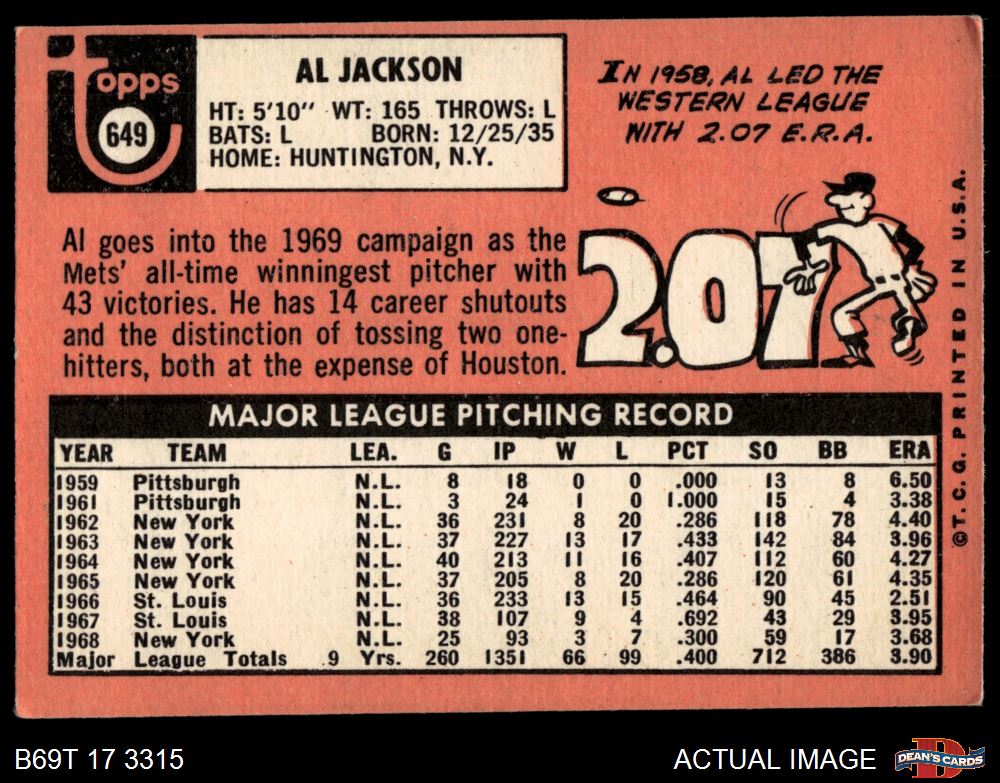 Topps
649
AL JACKSON
HT: 5'10" WT: 165 THROWS: L
BATS: L BORN: 12/25/35
HOME: HUNTINGTON, N.Y.
IN 1958, AL LED THE
WESTERN LEAGUE
WITH 2.07 E.R.A.
2.07
Al goes into the 1969 campaign as the
Mets' all-time winningest pitcher with
43 victories. He has 14 career shutouts
and the distinction of tossing two one-
hitters, both at the expense of Houston.
MAJOR LEAGUE PITCHING RECORD
YEAR TEAM LEA. G IP W L PCT SO BB ERA
1959 Pittsburgh N.L. 8 18 0 0 .000 13 8 6.50
1961 Pittsburgh N.L. 3 24 1 0 1.000 15 4 3.38
1962 New York N.L. 36 231 8 20 .286 118 78 4.40
1963 New York N.L. 37 227 13 17 .433 142 84 3.96
1964 New York N.L. 40 213 11 16 .407 112 60 4.27
1965 New York N.L. 37 205 8 20 .286 120 61 4.35
1966 St. Louis N.L. 36 233 13 15 .464 90 45 2.51
1967 St. Louis N.L. 38 107 9 4 .692 43 29 3.95
1968 New York N.L. 25 93 3 7 .300 59 17 3.68
Major League Totals 9 Yrs. 260 1351 66 99 .400 712 386 3.90
©T.C.G. PRINTED IN U.S.A.
B69T 17 3315
ACTUAL IMAGE
D
DEAN'S CARDS